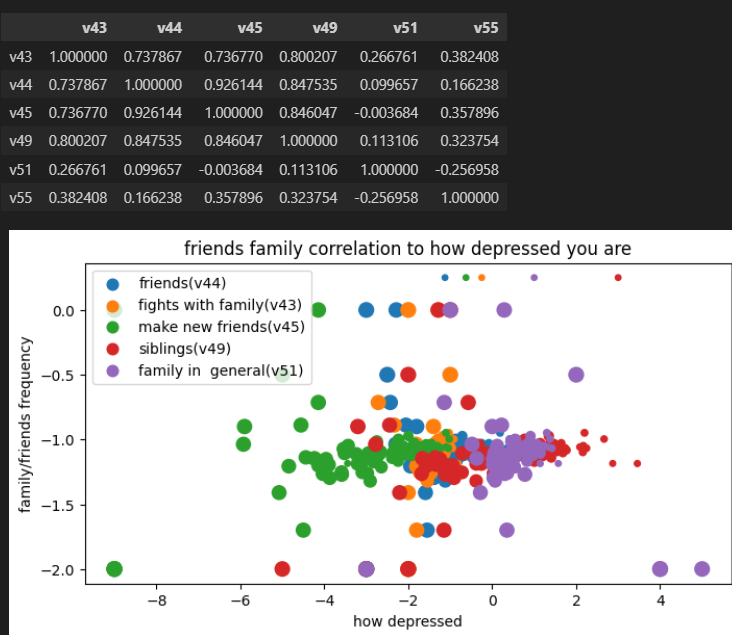 v43 v44 v45 v49 v51 v55
v43 1.000000 0.737867 0.736770 0.800207 0.266761 0.382408
v44 0.737867 1.000000 0.926144 0.847535 0.099657 0.166238
v45 0.736770 0.926144 1.000000 0.846047 -0.003684 0.357896
v49 0.800207 0.847535 0.846047 1.000000 0.113106 0.323754
v51 0.266761 0.099657 -0.003684 0.113106 1.000000 -0.256958
v55 0.382408 0.166238 0.357896 0.323754 -0.256958 1.000000
friends family correlation to how depressed you are
friends(v44)
fights with family(v43)
make new friends(v45)
siblings(v49)
family in  general(v51)
family/friends frequency
0.0
−0.5
−1.0
−1.5
−2.0
−8 −6 −4 −2 0 2 4
how depressed